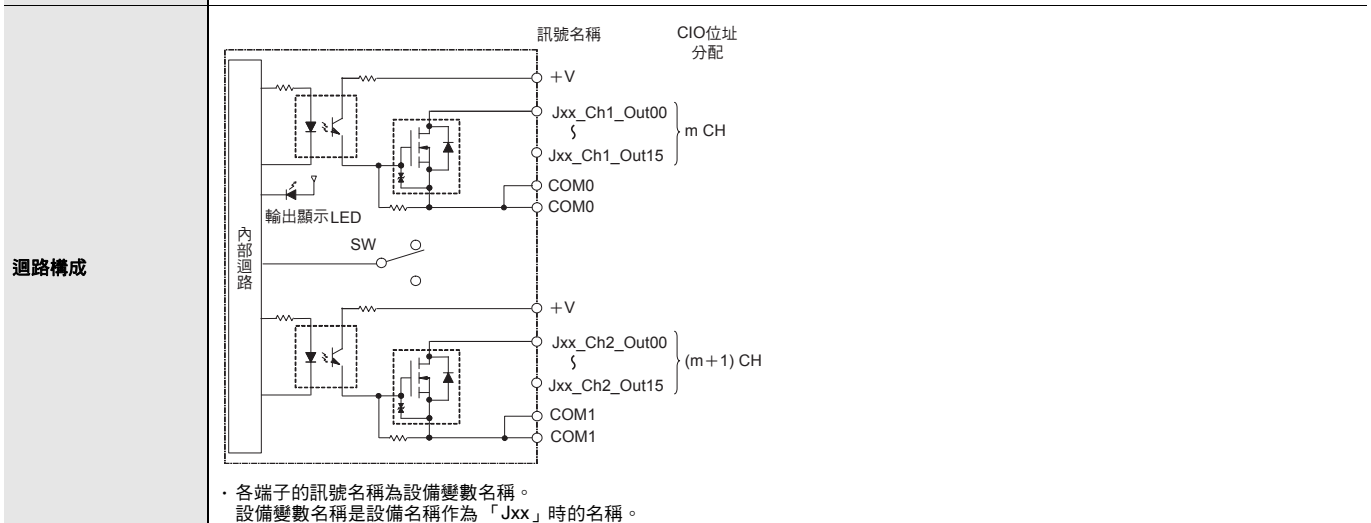 迴路構成
訊號名稱
CIO位址
分配
+V
Jxx_Ch1_Out00
Jxx_Ch1_Out15
m CH
COM0
COM0
輸出顯示LED
內部迴路
SW
+V
Jxx_Ch2_Out00
Jxx_Ch2_Out15
(m+1) CH
COM1
COM1
・各端子的訊號名稱為設備變數名稱。
設備變數名稱是設備名稱作為「Jxx」時的名稱。